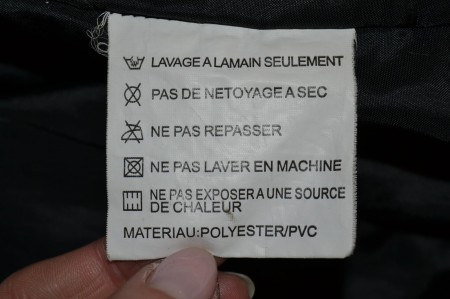 LAVAGE A LAMAIN SEULEMENT
PAS DE NETOYAGE A SEC
NE PAS REPASSER
NE PAS LAVER EN MACHINE
NE PAS EXPOSER A UNE SOURCE
DE CHALEUR
MATERIAU:POLYESTER/PVC